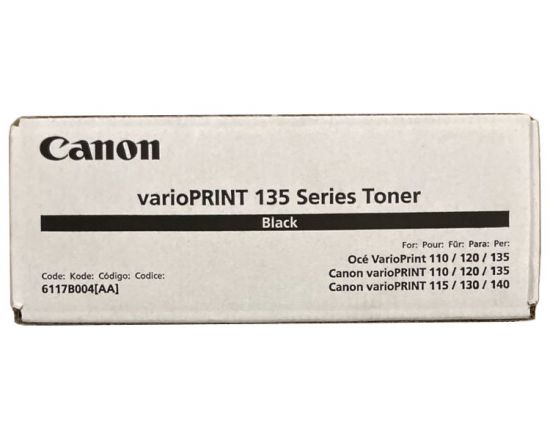 Canon
varioPRINT 135 Series Toner
Black
For: Pour: Für: Para: Per:
Océ VarioPrint 110 / 120 / 135
Code: Kode: Código: Codice:
Canon varioPRINT 110 / 120 / 135
6117B004[AA]
Canon varioPRINT 115 / 130 / 140